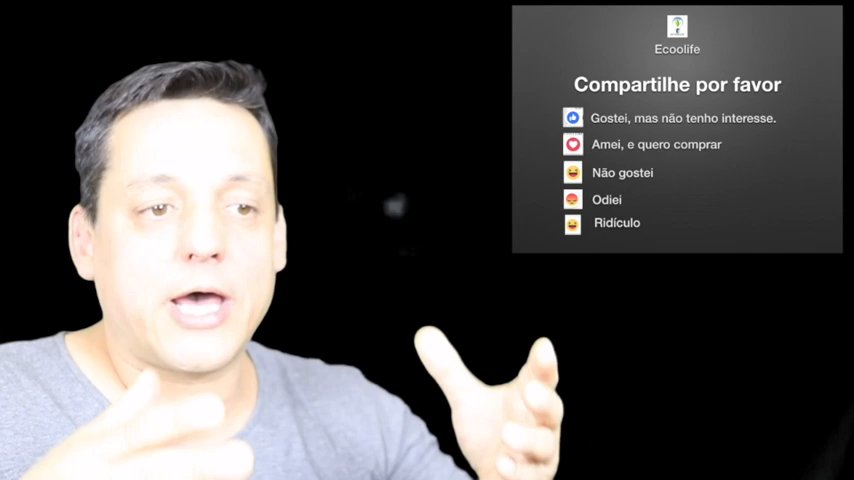 Ecoolife
Compartilhe por favor
Gostei, mas não tenho interesse.
Amei, e quero comprar
Não gostei
Odiei
Ridículo